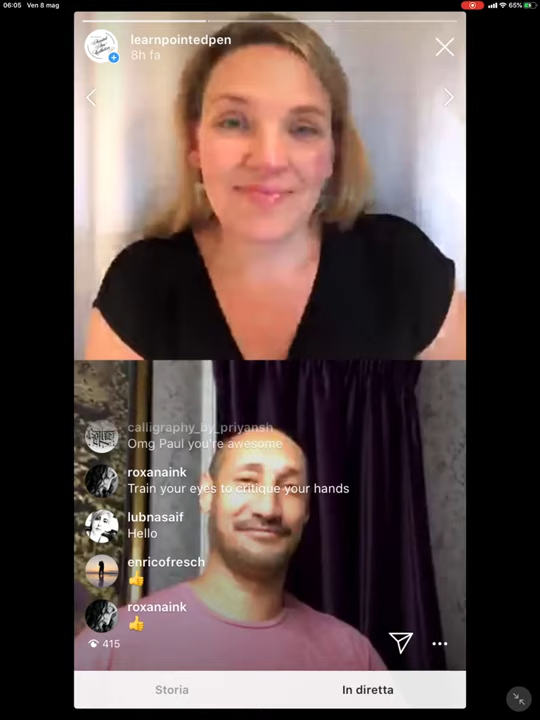 06:05 Ven 8 mag
65%
learnpointedpen
8h fa
calligraphy_by_priyansh
Omg Paul you're awesome
roxanaink
Train your eyes to critique your hands
lubnasaif
Hello
enricofresch
👍
roxanaink
👍
415
Storia
In diretta